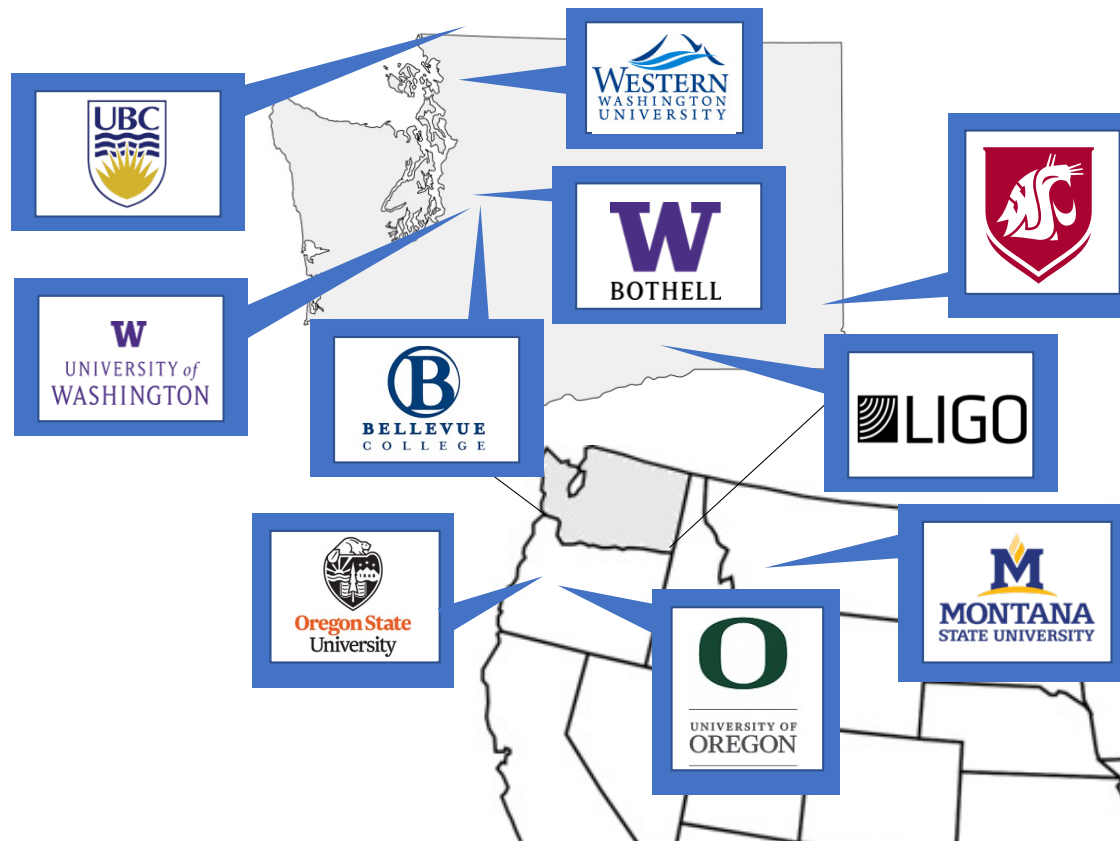 UBC
WESTERN
WASHINGTON
UNIVERSITY
W
BOTHELL
WSC
W
UNIVERSITY of
WASHINGTON
B
BELLEVUE
COLLEGE
LIGO
Oregon State
University
O
UNIVERSITY OF
OREGON
M
MONTANA
STATE UNIVERSITY